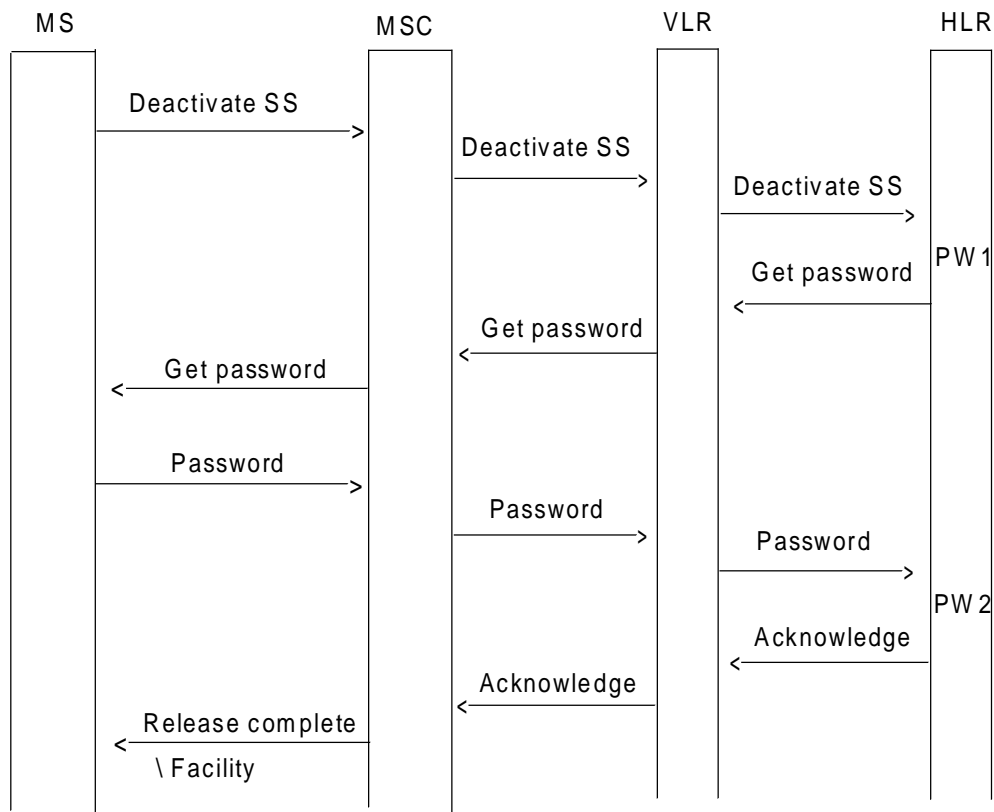 MS
MSC
VLR
HLR
Deactivate SS
Deactivate SS
Deactivate SS
PW1
Get password
Get password
Get password
Password
Password
Password
PW2
Acknowledge
Acknowledge
Release complete
\ Facility